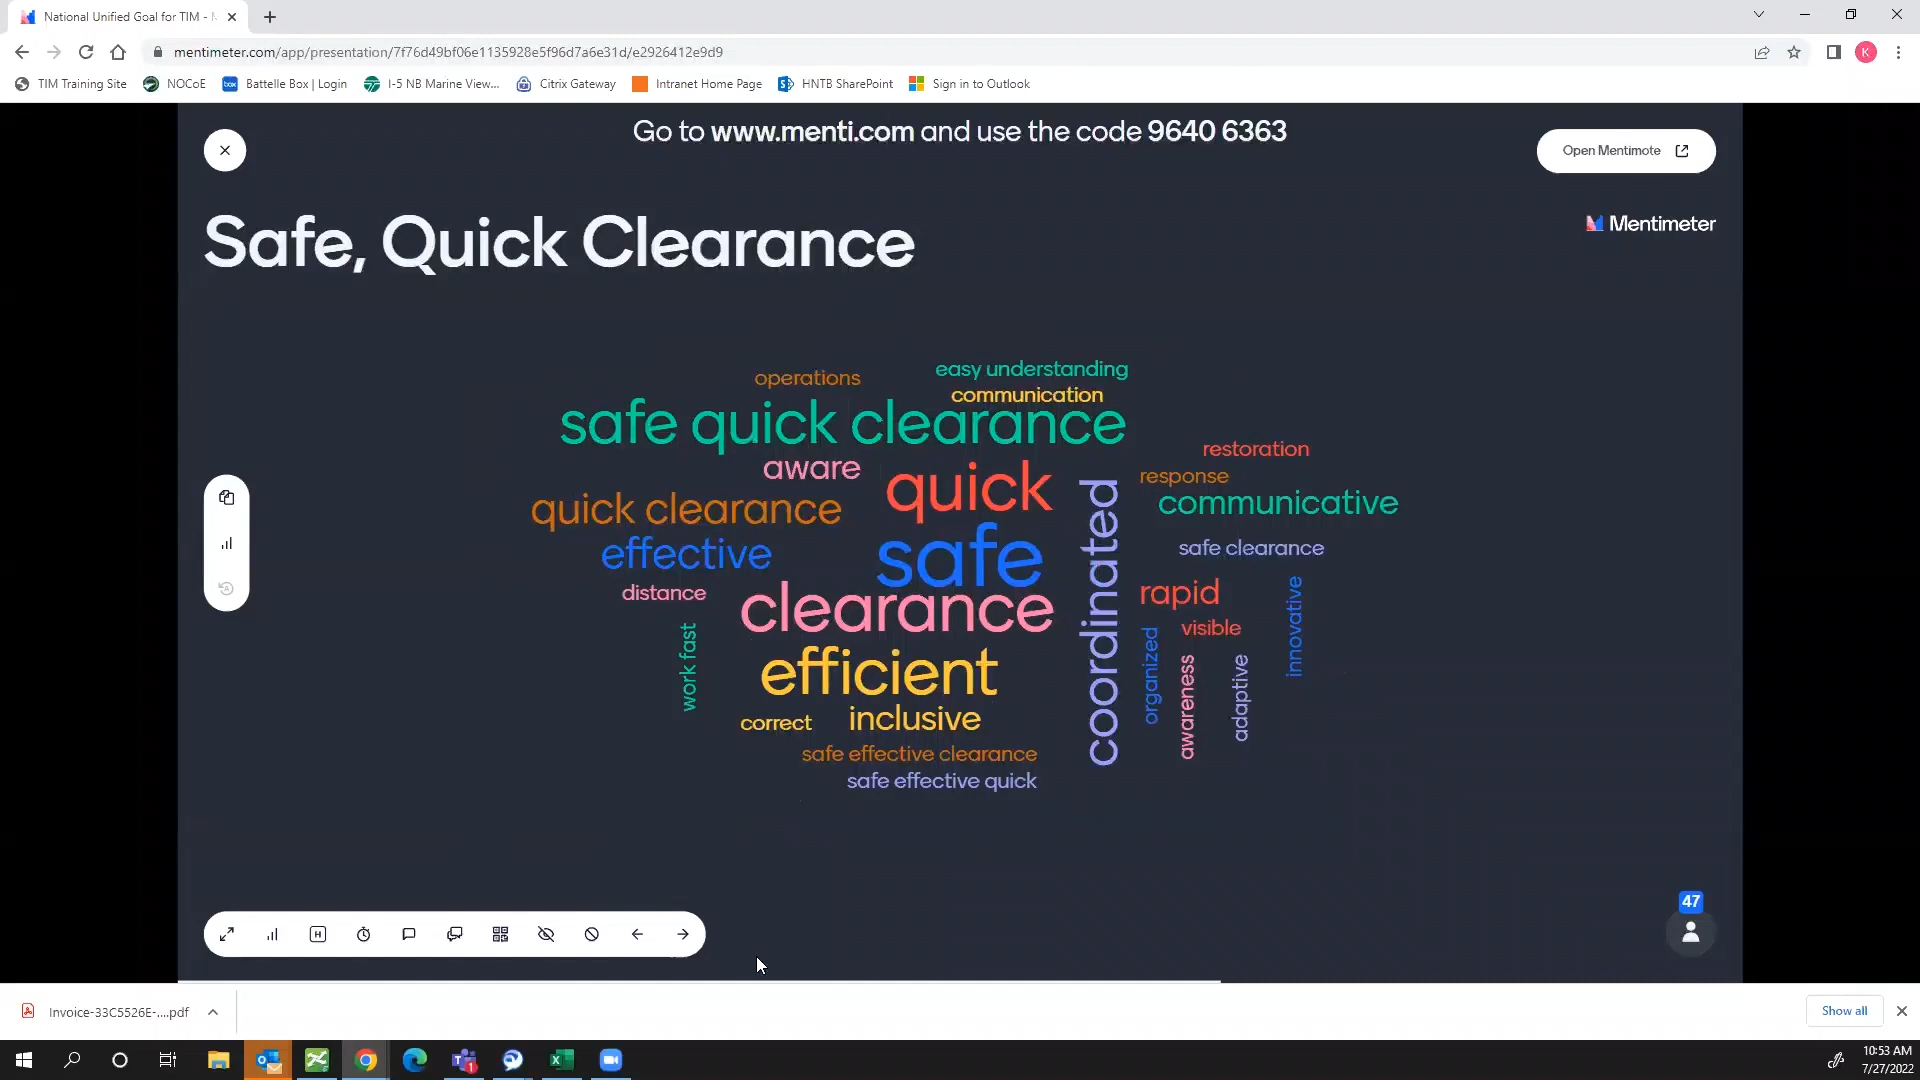 National Unified Goal for TIM -
mentimeter.com/app/presentation/7f76d49bf06e1135928e5f96d7a6e31d/e2926412e9d9
K
TIM Training Site
NOCoE
box
Battelle Box | Login
I-5 NB Marine View...
Citrix Gateway
Intranet Home Page
HNTB SharePoint
Sign in to Outlook
Go to www.menti.com and use the code 9640 6363
Open Mentimote
Safe, Quick Clearance
Mentimeter
operations
easy understanding
communication
safe quick clearance
restoration
aware
quick
response
communicative
quick clearance
coordinated
effective
safe
safe clearance
distance
clearance
rapid
innovative
visible
work fast
efficient
organized
awareness
adaptive
correct
inclusive
safe effective clearance
safe effective quick
47
H
Invoice-33C5526E-....pdf
Show all
10:53 AM
7/27/2022